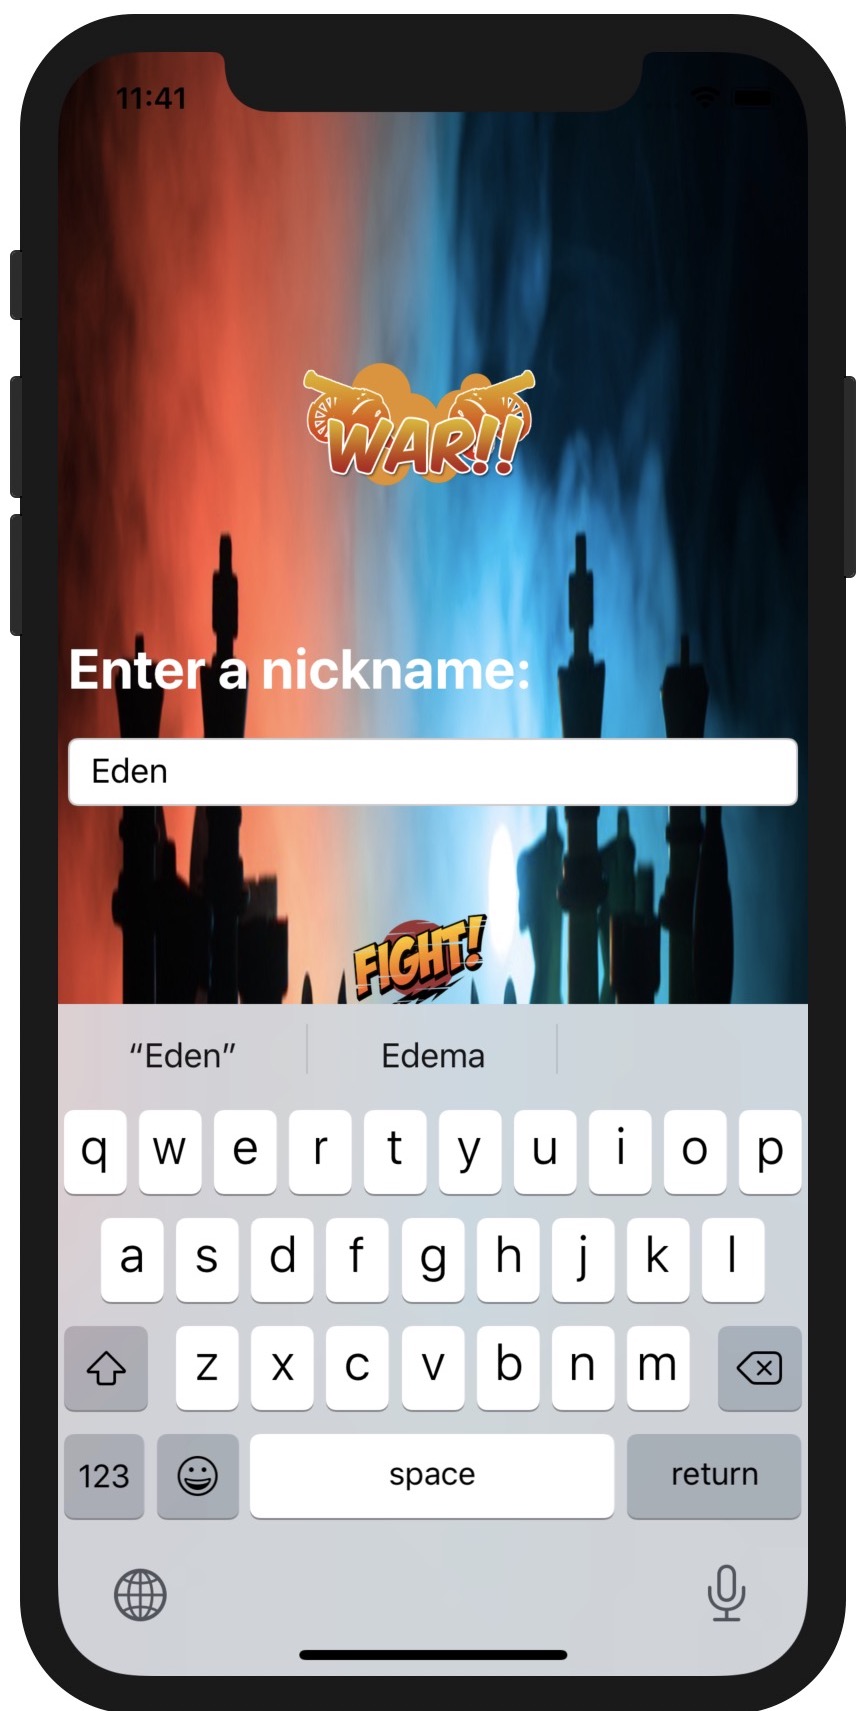 11:41
WAR!!
Enter a nickname:
Eden
FIGHT!
“Eden” Edema
q w e r t y u i o p
a s d f g h j k l
z x c v b n m
123 space return